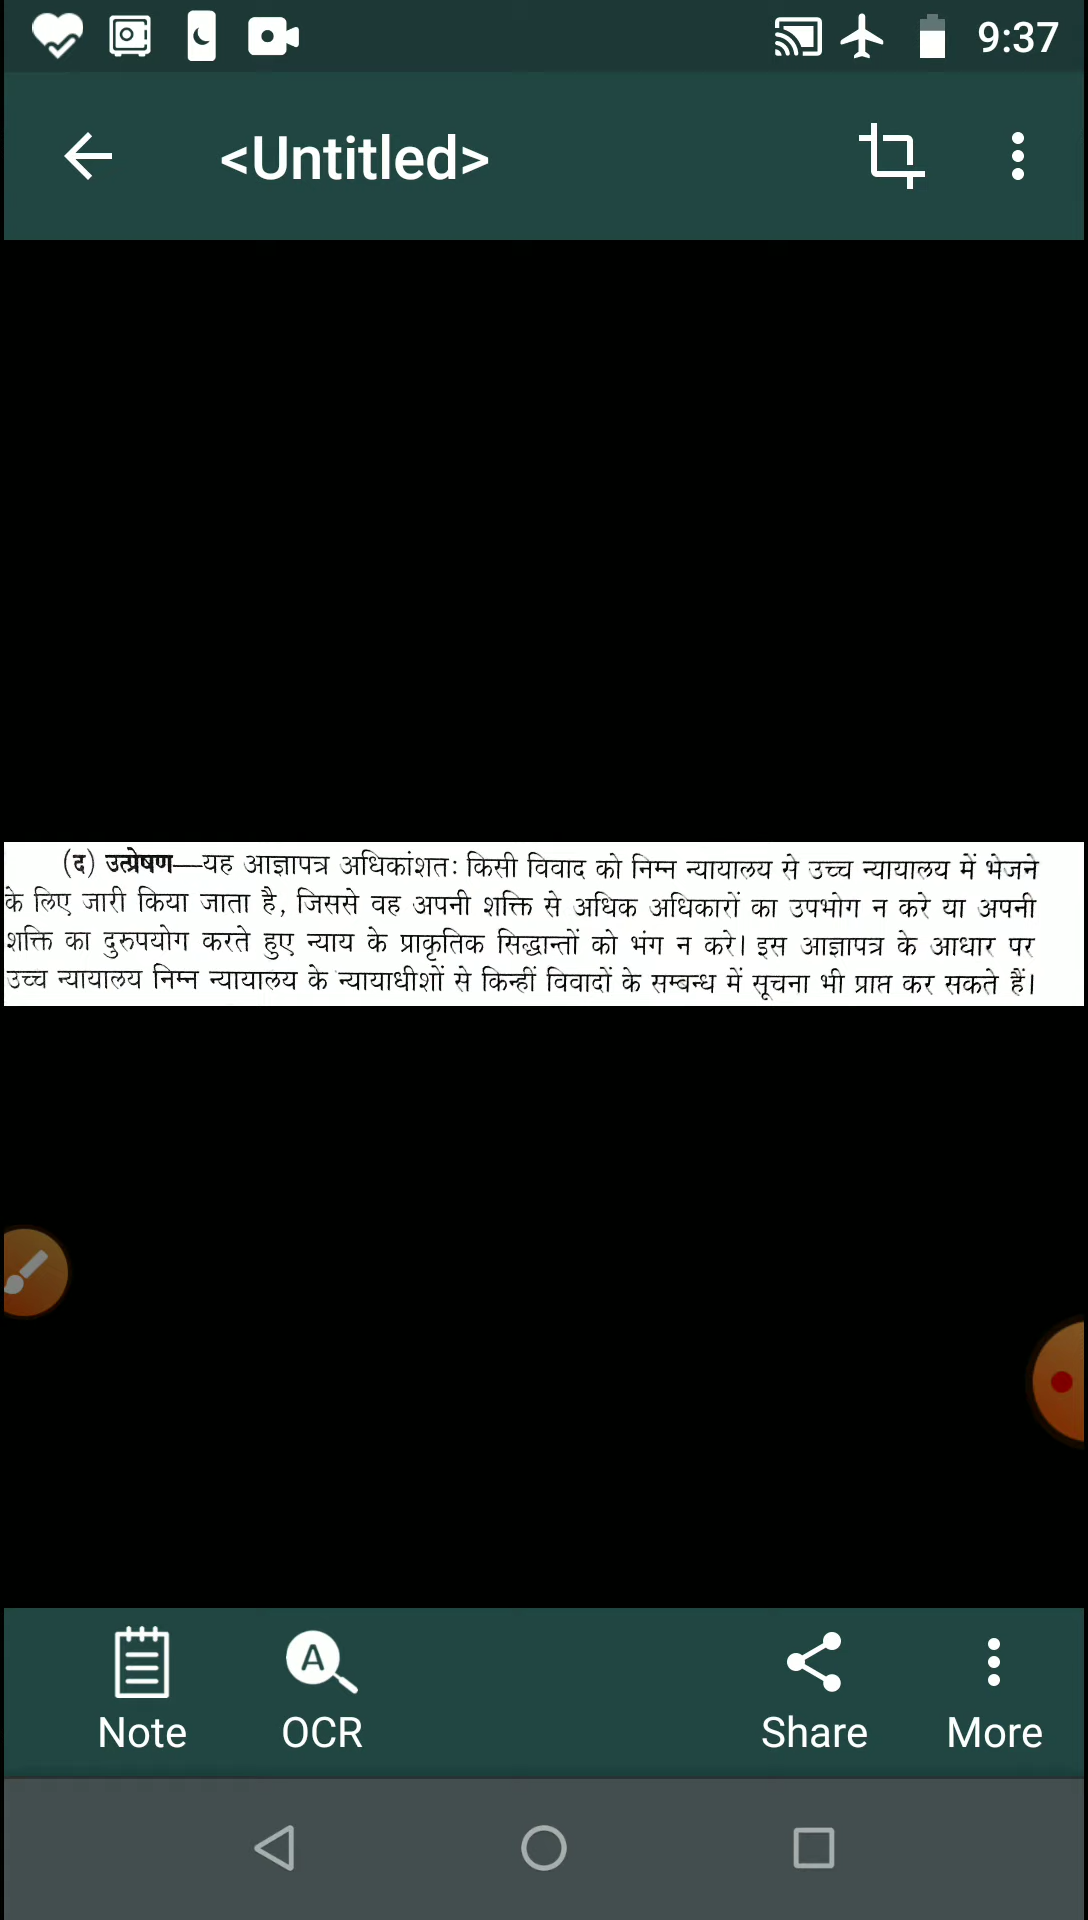 9:37
<Untitled>
(द) उत्प्रेषण—यह आज्ञापत्र अधिकांशतः किसी विवाद को निम्न न्यायालय से उच्च न्यायालय में भेजने
के लिए जारी किया जाता है, जिससे वह अपनी शक्ति से अधिक अधिकारों का उपभोग न करे या अपनी
शक्ति का दुरुपयोग करते हुए न्याय के प्राकृतिक सिद्धान्तों को भंग न करे। इस आज्ञापत्र के आधार पर
उच्च न्यायालय निम्न न्यायालय के न्यायाधीशों से किन्हीं विवादों के सम्बन्ध में सूचना भी प्राप्त कर सकते हैं।
A
Note OCR Share More